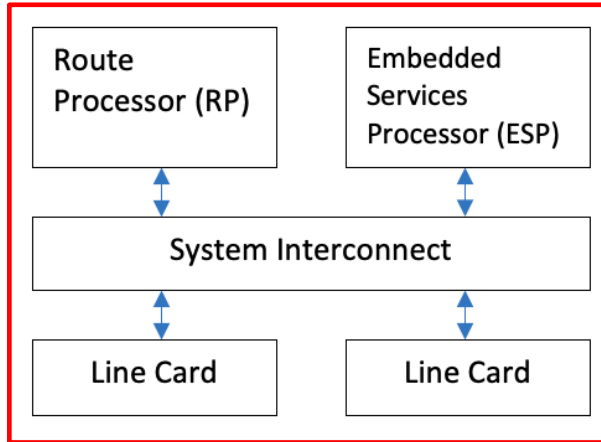 Route
Processor (RP)
Embedded
Services
Processor (ESP)
System Interconnect
Line Card
Line Card